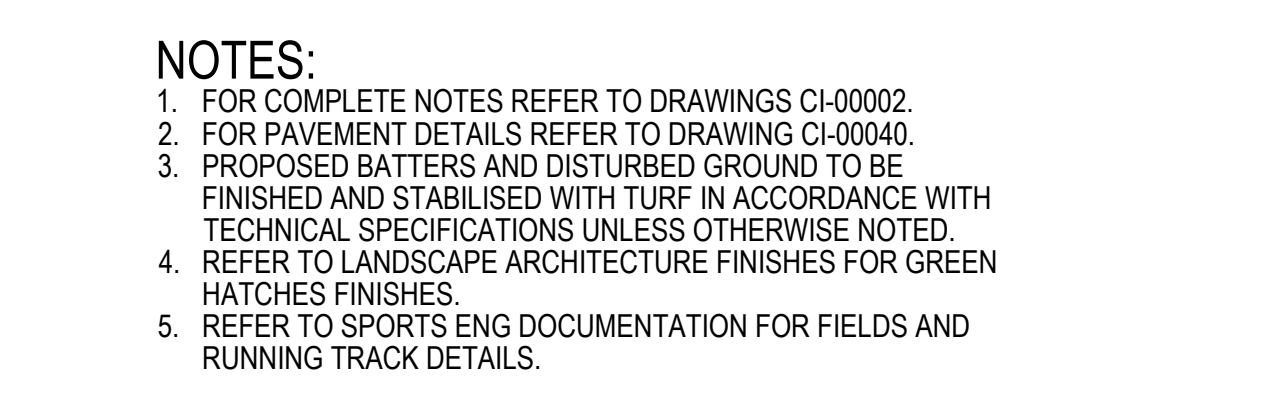 NOTES:
1. FOR COMPLETE NOTES REFER TO DRAWINGS CI-00002.
2. FOR PAVEMENT DETAILS REFER TO DRAWING CI-00040.
3. PROPOSED BATTERS AND DISTURBED GROUND TO BE
FINISHED AND STABILISED WITH TURF IN ACCORDANCE WITH
TECHNICAL SPECIFICATIONS UNLESS OTHERWISE NOTED.
4. REFER TO LANDSCAPE ARCHITECTURE FINISHES FOR GREEN
HATCHES FINISHES.
5. REFER TO SPORTS ENG DOCUMENTATION FOR FIELDS AND
RUNNING TRACK DETAILS.